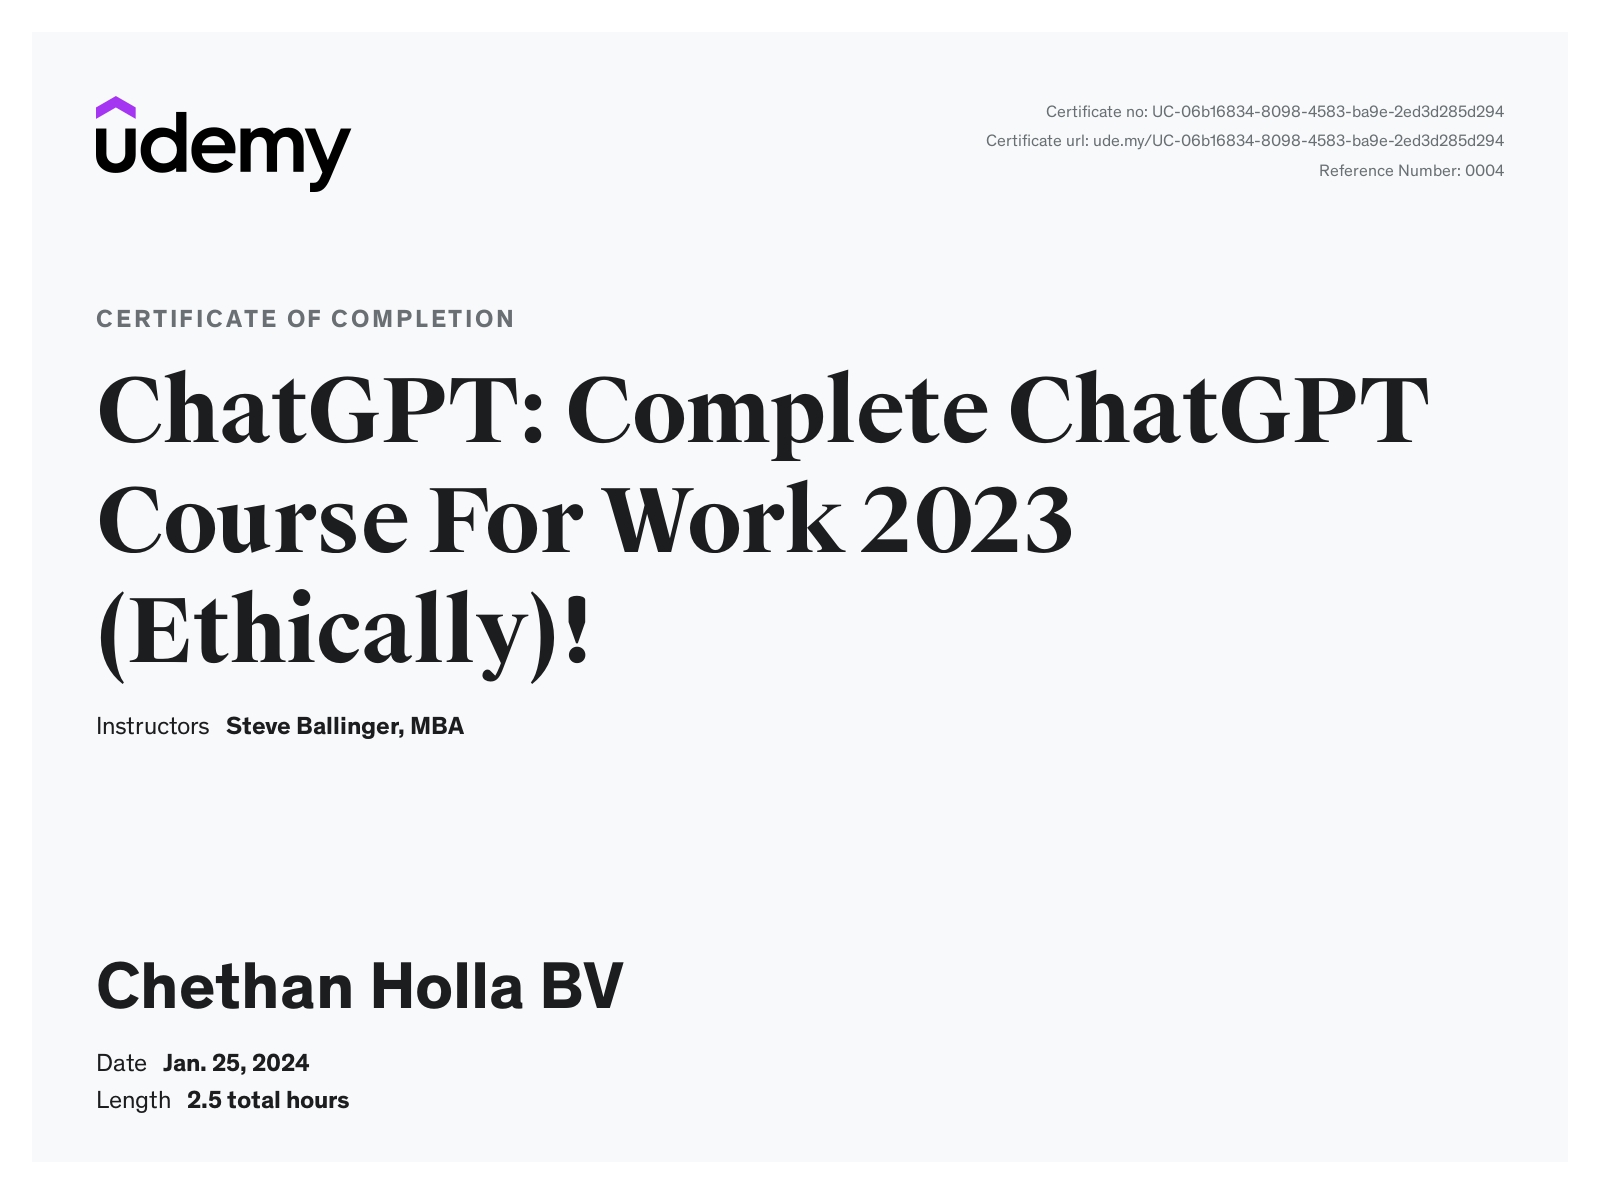 udemy
Certificate no: UC-06b16834-8098-4583-ba9e-2ed3d285d294
Certificate url: ude.my/UC-06b16834-8098-4583-ba9e-2ed3d285d294
Reference Number: 0004
CERTIFICATE OF COMPLETION
ChatGPT: Complete ChatGPT
Course For Work 2023
(Ethically)!
Instructors Steve Ballinger, MBA
Chethan Holla BV
Date Jan. 25, 2024
Length 2.5 total hours